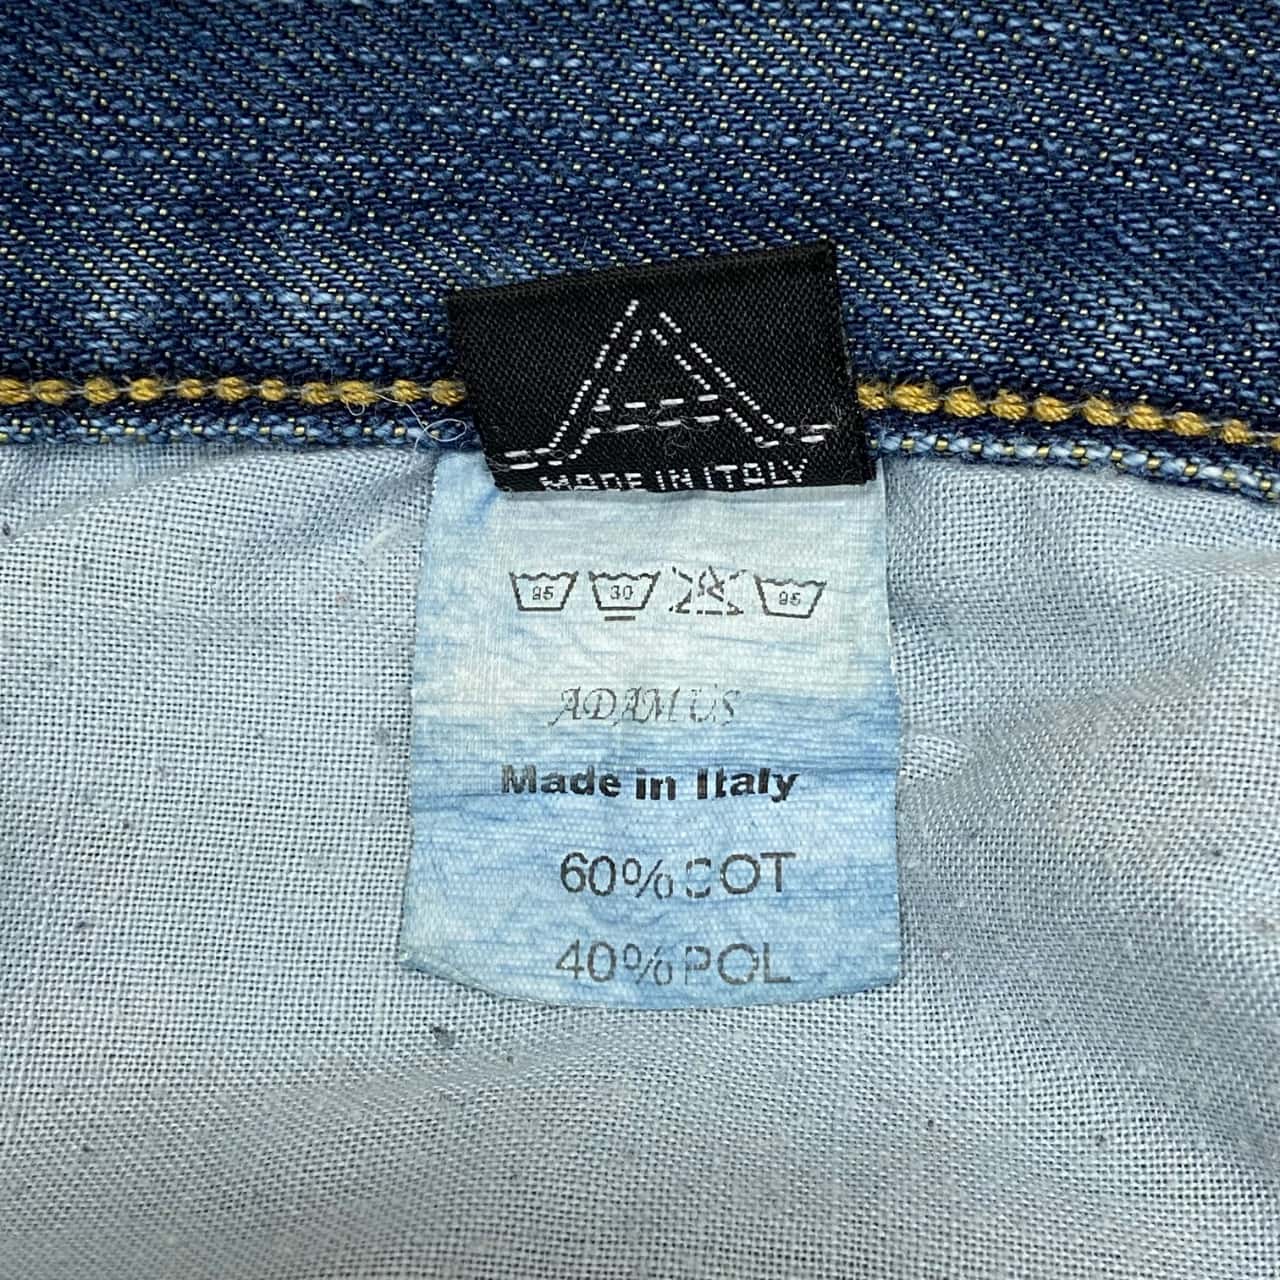 A
MADE IN ITALY
95 30 95
ADAMUS
Made in Italy
60% COT
40% POL